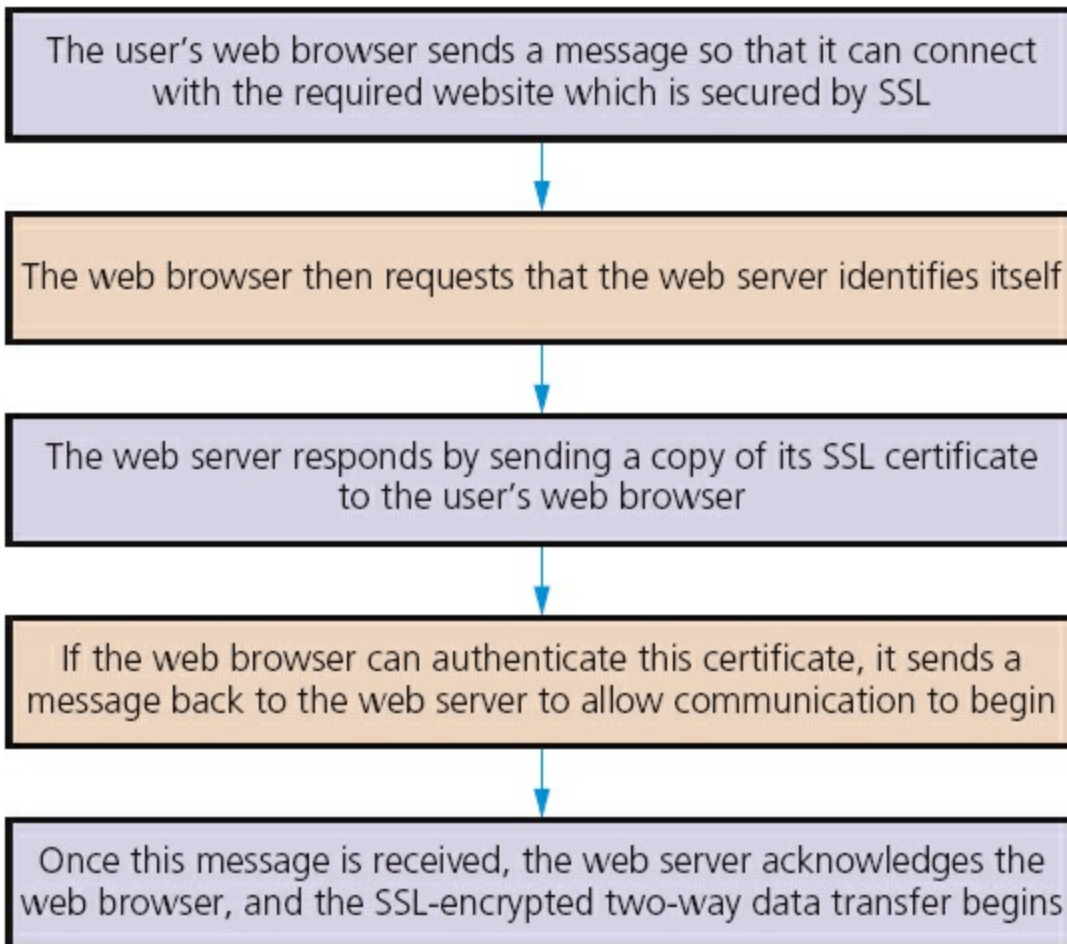 The user’s web browser sends a message so that it can connect
with the required website which is secured by SSL
The web browser then requests that the web server identifies itself
The web server responds by sending a copy of its SSL certificate
to the user’s web browser
If the web browser can authenticate this certificate, it sends a
message back to the web server to allow communication to begin
Once this message is received, the web server acknowledges the
web browser, and the SSL-encrypted two-way data transfer begins